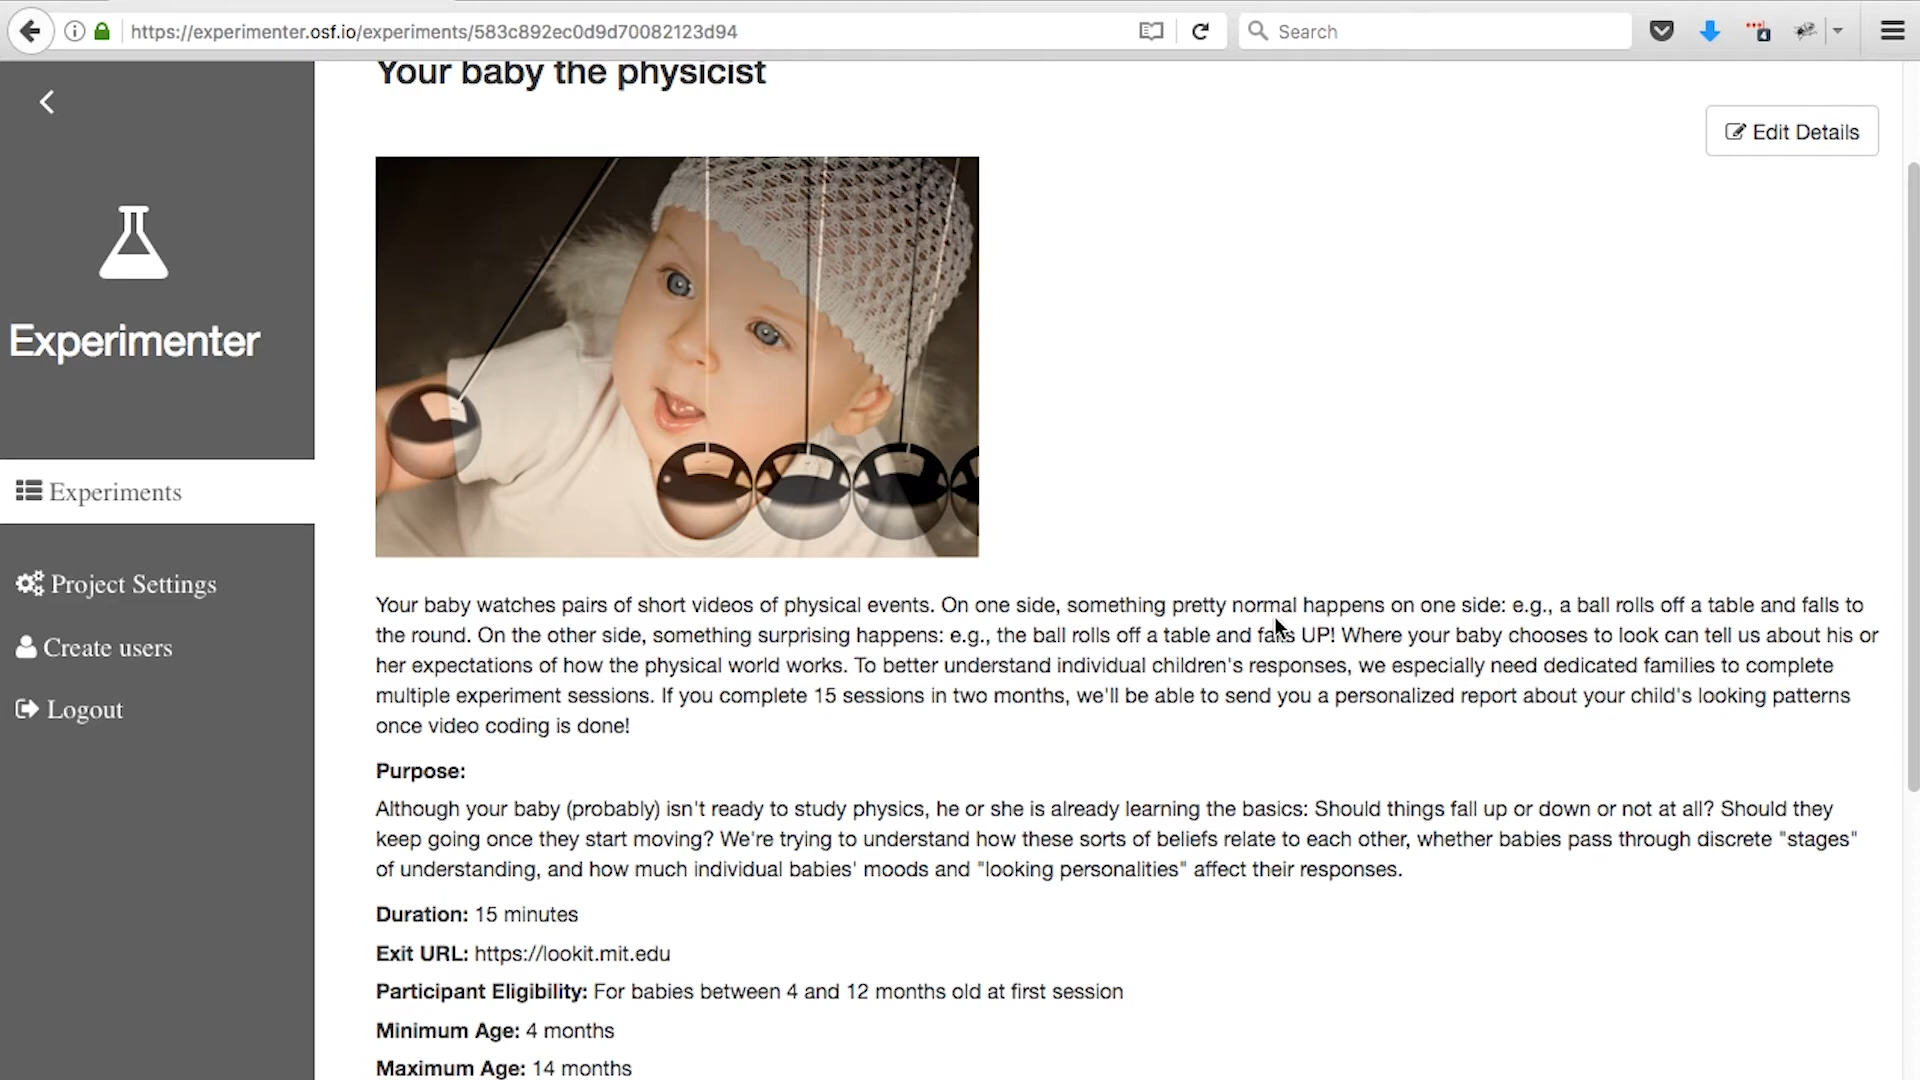 https://experimenter.osf.io/experiments/583c892ec0d9d70082123d94
Search
4
Your baby the physicist
Edit Details
Experimenter
Experiments
Project Settings
Create users
Logout
Your baby watches pairs of short videos of physical events. On one side, something pretty normal happens on one side: e.g., a ball rolls off a table and falls to
the round. On the other side, something surprising happens: e.g., the ball rolls off a table and falls UP! Where your baby chooses to look can tell us about his or
her expectations of how the physical world works. To better understand individual children's responses, we especially need dedicated families to complete
multiple experiment sessions. If you complete 15 sessions in two months, we'll be able to send you a personalized report about your child's looking patterns
once video coding is done!
Purpose:
Although your baby (probably) isn't ready to study physics, he or she is already learning the basics: Should things fall up or down or not at all? Should they
keep going once they start moving? We're trying to understand how these sorts of beliefs relate to each other, whether babies pass through discrete "stages"
of understanding, and how much individual babies' moods and "looking personalities" affect their responses.
Duration: 15 minutes
Exit URL: https://lookit.mit.edu
Participant Eligibility: For babies between 4 and 12 months old at first session
Minimum Age: 4 months
Maximum Age: 14 months